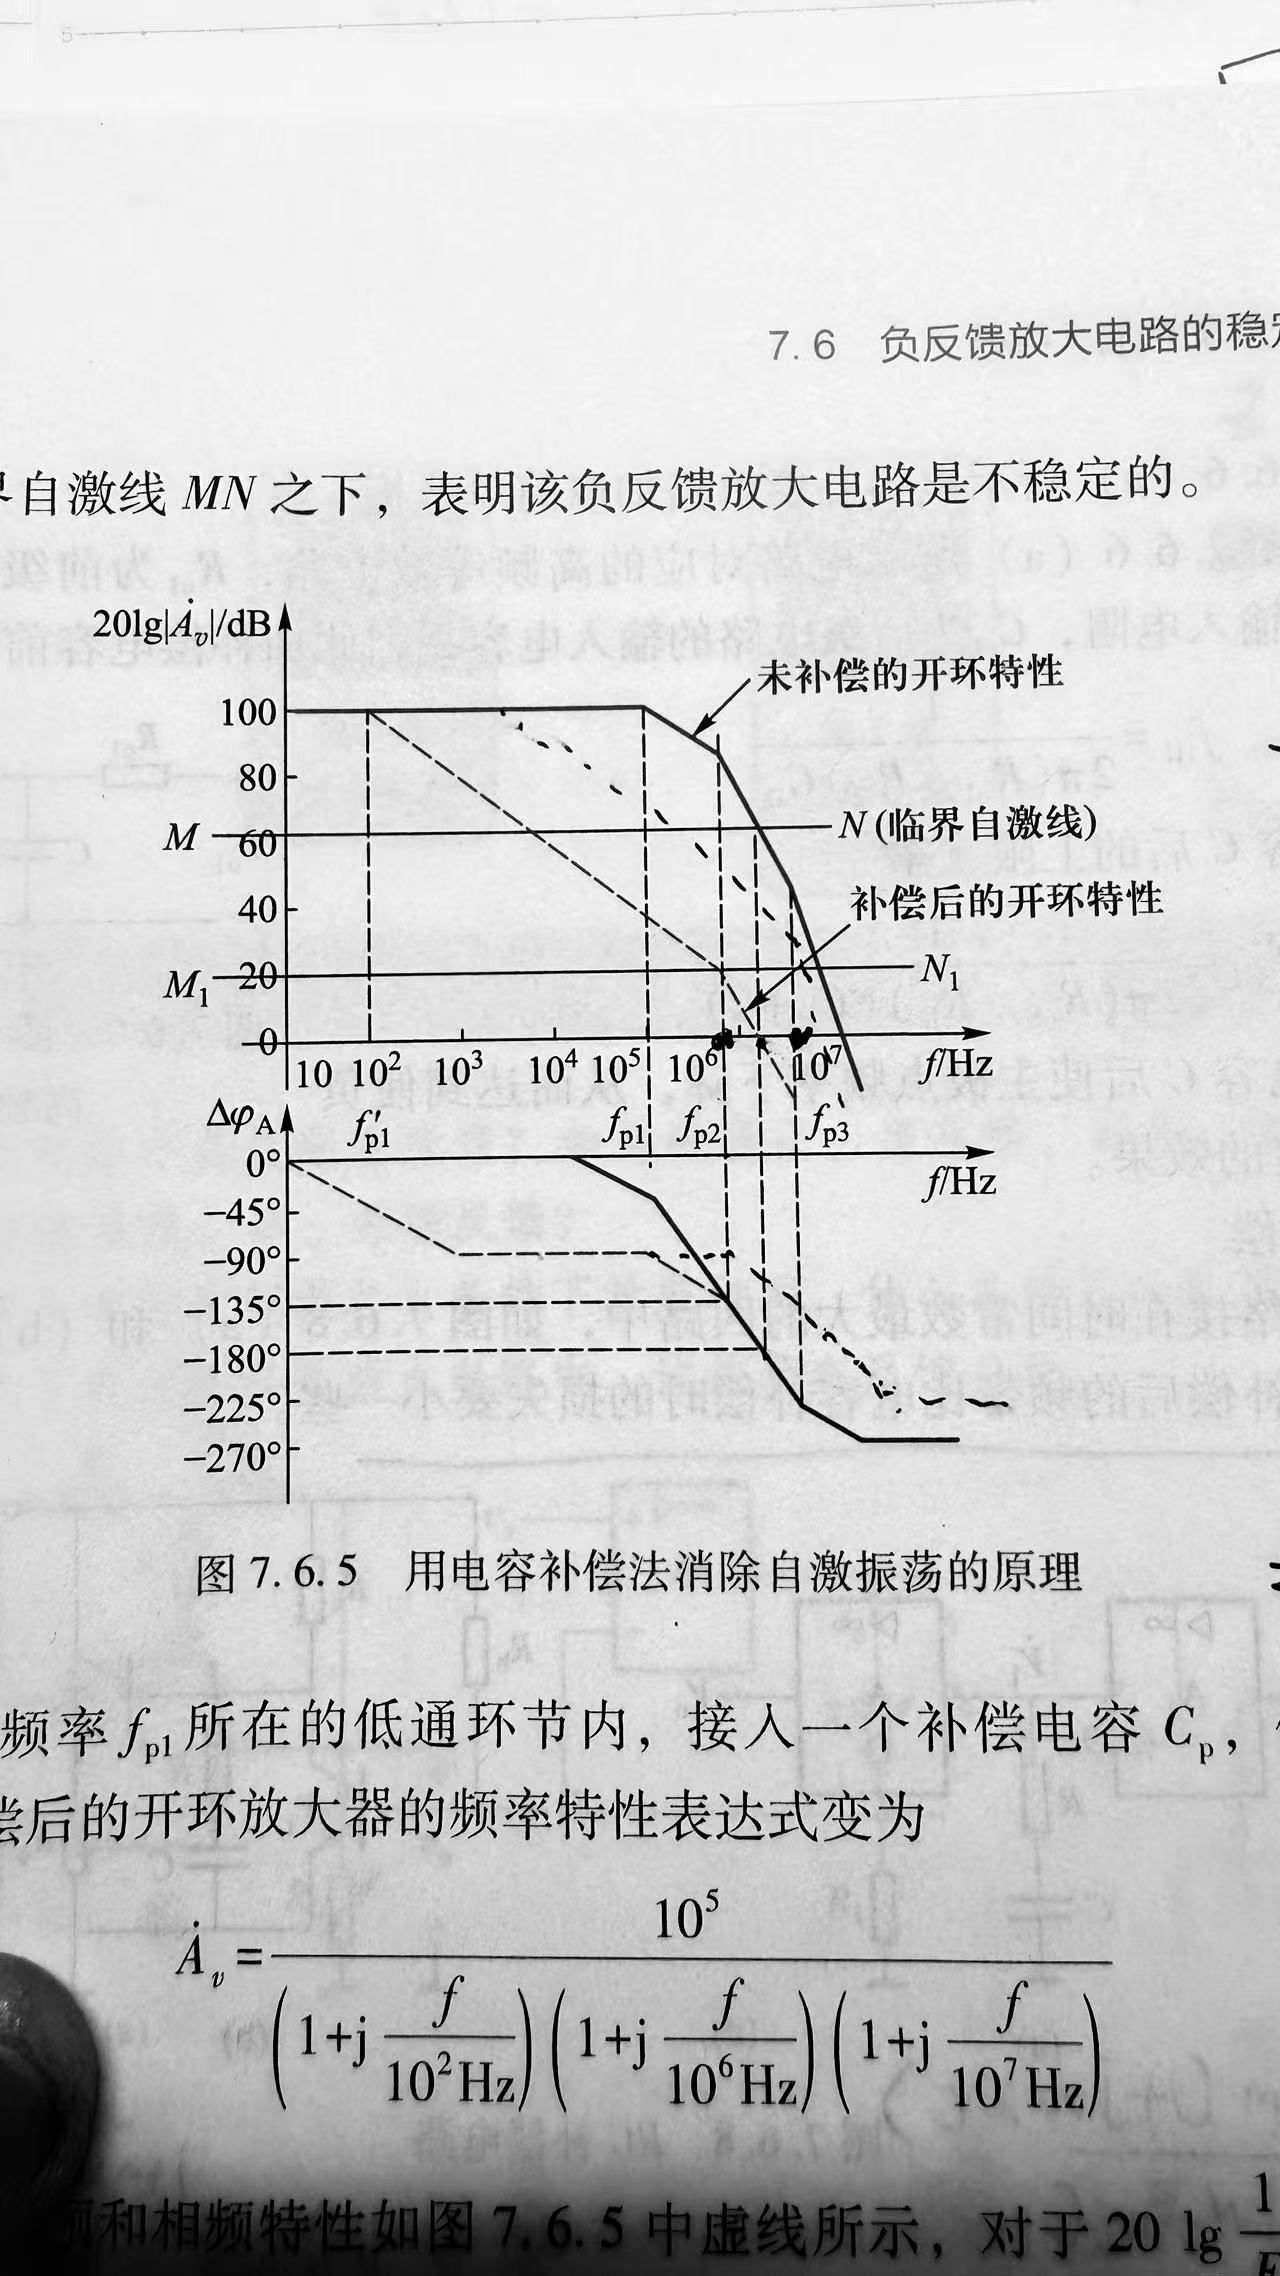 7.6 负反馈放大电路的稳
自激线 MN 之下，表明该负反馈放大电路是不稳定的。
20lg|Ȧv|/dB
未补偿的开环特性
100
80
M 60 N(临界自激线)
40 补偿后的开环特性
M1 20 N1
0
10 10² 10³ 10⁴ 10⁵ 10⁶ 10⁷ f/Hz
ΔφA f′p1 fp1 fp2 fp3
0° f/Hz
−45°
−90°
−135°
−180°
−225°
−270°
图 7.6.5 用电容补偿法消除自激振荡的原理
频率 fp1 所在的低通环节内，接入一个补偿电容 Cp，
偿后的开环放大器的频率特性表达式变为
Ȧv = 10⁵ / (1+j f/10²Hz)(1+j f/10⁶Hz)(1+j f/10⁷Hz)
和相频特性如图 7.6.5 中虚线所示，对于 20 lg 1